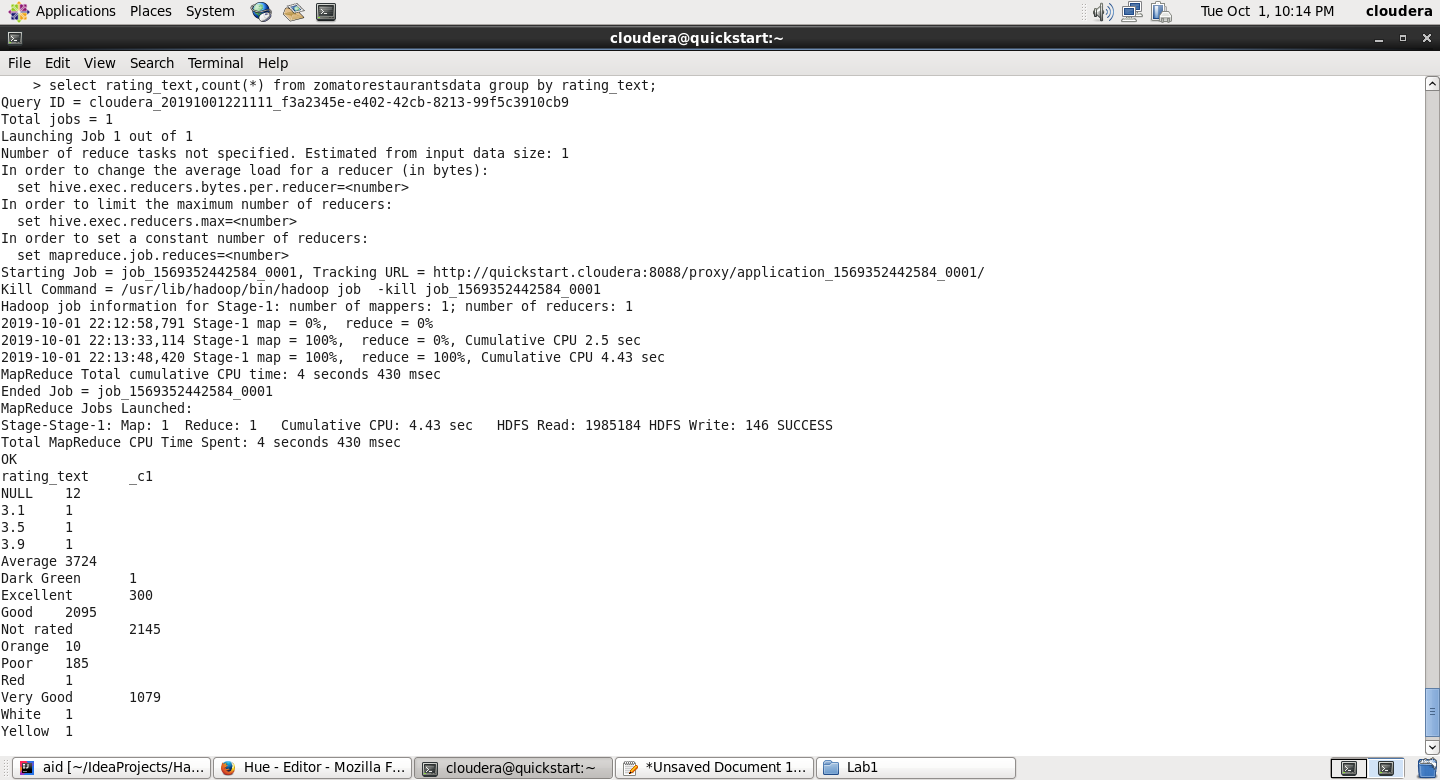 Applications Places System Tue Oct 1, 10:14 PM cloudera
cloudera@quickstart:~
File Edit View Search Terminal Help
> select rating_text,count(*) from zomatorestaurantsdata group by rating_text;
Query ID = cloudera_20191001221111_f3a2345e-e402-42cb-8213-99f5c3910cb9
Total jobs = 1
Launching Job 1 out of 1
Number of reduce tasks not specified. Estimated from input data size: 1
In order to change the average load for a reducer (in bytes):
  set hive.exec.reducers.bytes.per.reducer=<number>
In order to limit the maximum number of reducers:
  set hive.exec.reducers.max=<number>
In order to set a constant number of reducers:
  set mapreduce.job.reduces=<number>
Starting Job = job_1569352442584_0001, Tracking URL = http://quickstart.cloudera:8088/proxy/application_1569352442584_0001/
Kill Command = /usr/lib/hadoop/bin/hadoop job  -kill job_1569352442584_0001
Hadoop job information for Stage-1: number of mappers: 1; number of reducers: 1
2019-10-01 22:12:58,791 Stage-1 map = 0%,  reduce = 0%
2019-10-01 22:13:33,114 Stage-1 map = 100%,  reduce = 0%, Cumulative CPU 2.5 sec
2019-10-01 22:13:48,420 Stage-1 map = 100%,  reduce = 100%, Cumulative CPU 4.43 sec
MapReduce Total cumulative CPU time: 4 seconds 430 msec
Ended Job = job_1569352442584_0001
MapReduce Jobs Launched:
Stage-Stage-1: Map: 1  Reduce: 1   Cumulative CPU: 4.43 sec   HDFS Read: 1985184 HDFS Write: 146 SUCCESS
Total MapReduce CPU Time Spent: 4 seconds 430 msec
OK
rating_text     _c1
NULL    12
3.1     1
3.5     1
3.9     1
Average 3724
Dark Green      1
Excellent       300
Good    2095
Not rated       2145
Orange  10
Poor    185
Red     1
Very Good       1079
White   1
Yellow  1
aid [~/IdeaProjects/Ha... Hue - Editor - Mozilla F... cloudera@quickstart:~ *Unsaved Document 1... Lab1